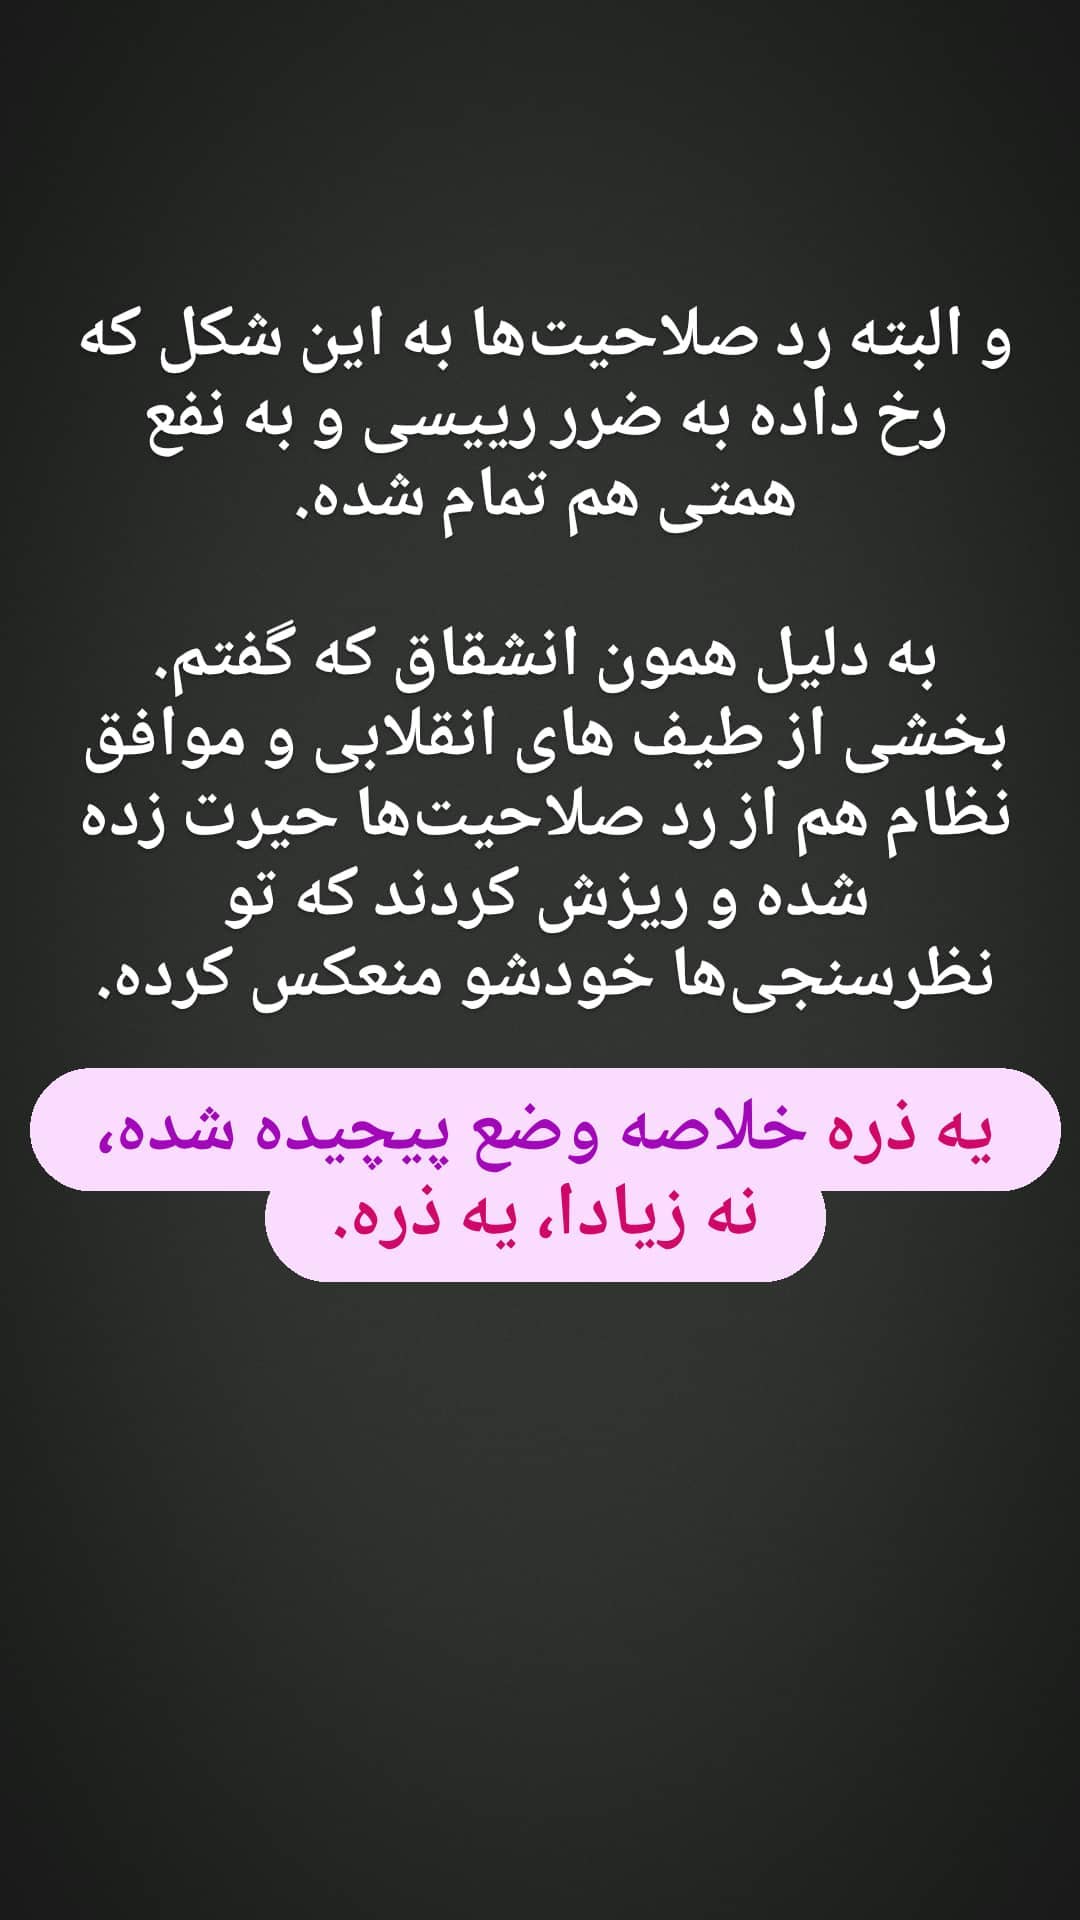 و البته رد صلاحیت‌ها به این شکل که
رخ داده به ضرر رییسی و به نفع
همتی هم تمام شده.
به دلیل همون انشقاق که گفتم.
بخشی از طیف های انقلابی و موافق
نظام هم از رد صلاحیت‌ها حیرت زده
شده و ریزش کردند که تو
نظرسنجی‌ها خودشو منعکس کرده.
یه ذره خلاصه وضع پیچیده شده،
نه زیادا، یه ذره.